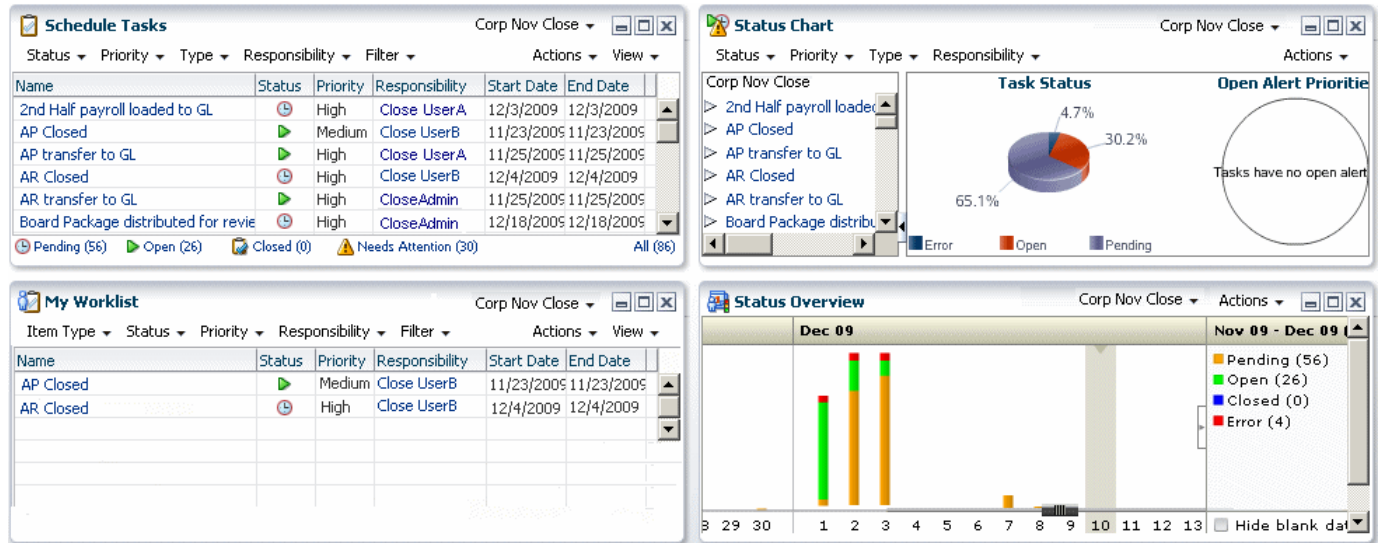 Schedule Tasks
Corp Nov Close
Status Priority Type Responsibility Filter Actions View
Name Status Priority Responsibility Start Date End Date
2nd Half payroll loaded to GL High Close UserA 12/3/2009 12/3/2009
AP Closed Medium Close UserB 11/23/2009 11/23/2009
AP transfer to GL High Close UserA 11/25/2009 11/25/2009
AR Closed High Close UserB 12/4/2009 12/4/2009
AR transfer to GL High CloseAdmin 11/25/2009 11/25/2009
Board Package distributed for revie High CloseAdmin 12/18/2009 12/18/2009
Pending (56) Open (26) Closed (0) Needs Attention (30) All (86)
Status Chart
Corp Nov Close
Status Priority Type Responsibility Actions
Corp Nov Close
2nd Half payroll loaded
AP Closed
AP transfer to GL
AR Closed
AR transfer to GL
Board Package distribu
Task Status
4.7%
30.2%
65.1%
Error Open Pending
Open Alert Prioritie
Tasks have no open alert
My Worklist
Corp Nov Close
Item Type Status Priority Responsibility Filter Actions View
Name Status Priority Responsibility Start Date End Date
AP Closed Medium Close UserB 11/23/2009 11/23/2009
AR Closed High Close UserB 12/4/2009 12/4/2009
Status Overview
Corp Nov Close Actions
Dec 09
Nov 09 - Dec 09 (
Pending (56)
Open (26)
Closed (0)
Error (4)
29 30 1 2 3 4 5 6 7 8 9 10 11 12 13
Hide blank dat